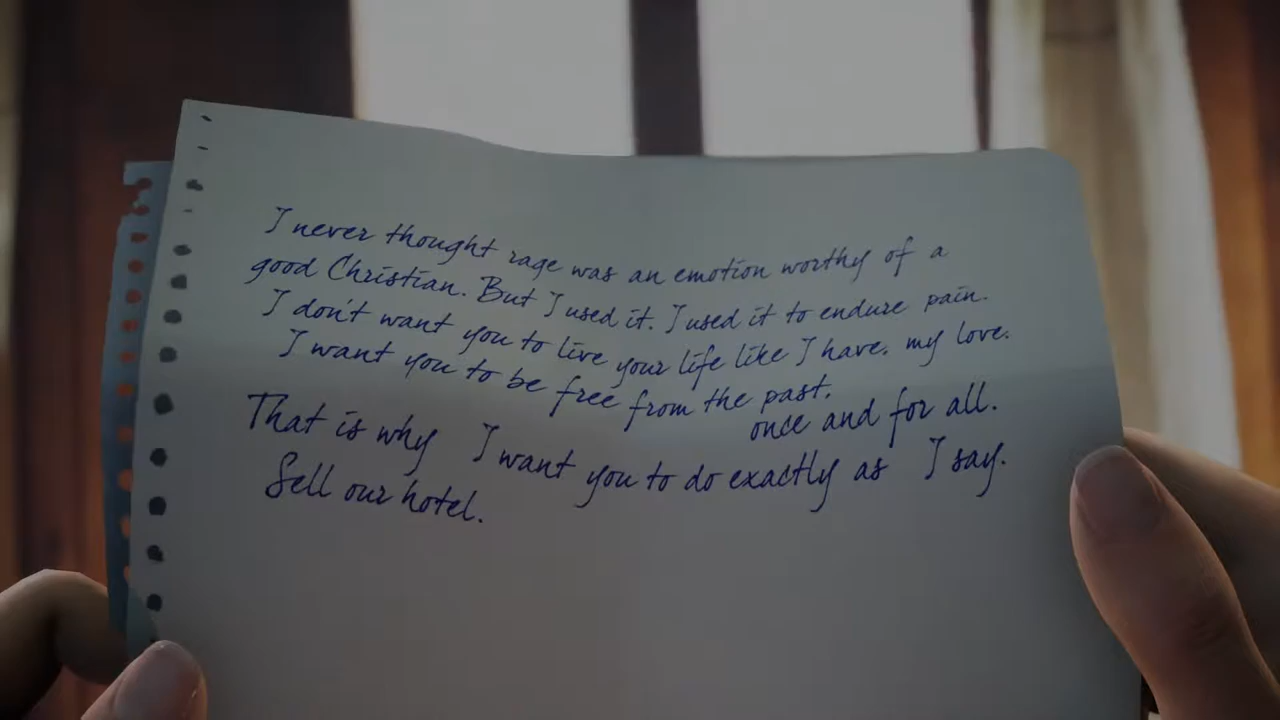 I never thought rage was an emotion worthy of a
good Christian. But I used it. I used it to endure pain.
I don't want you to live your life like I have, my love.
I want you to be free from the past,
once and for all.
That is why I want you to do exactly as I say.
Sell our hotel.